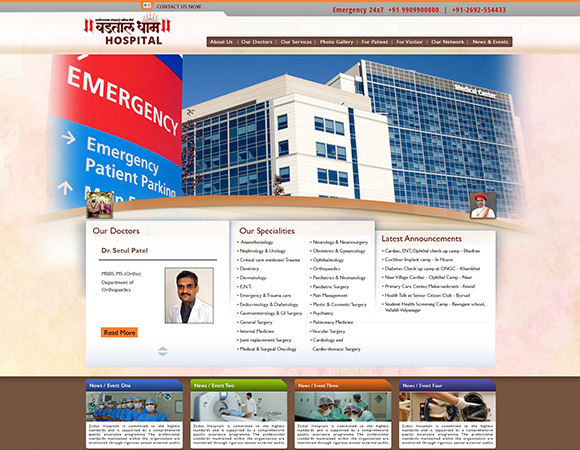 CONTACT US NOW
Emergency 24x7 +91 9909900000 | +91-2692-554433
वडताल धाम
HOSPITAL
About Us | Our Doctors | Our Services | Photo Gallery | For Patient | For Visitior | Our Network | News & Events
EMERGENCY
Medical Center
Emergency
Patient Parking
Main
Our Doctors
Dr. Setul Patel
MBBS, MS (Ortho)
Department of
Orthopaedics
Read More
Our Specialities
• Anaesthesiology
• Nephrology & Urology
• Critical care medicine/ Trauma
• Dentistry
• Dermatology
• E.N.T.
• Emergency & Trauma care
• Endocrinology & Diabetology
• Gastroenterology & GI Surgery
• General Surgery
• Internal Medicine
• Joint replacement Surgery
• Medical & Surgical Oncology
• Neurology & Neurosurgery
• Obstetrics & Gynaecology
• Ophthalmology
• Orthopaedics
• Paediatrics & Neonatology
• Paediatric Surgery
• Pain Management
• Plastic & Cosmetic Surgery
• Psychiatry
• Pulmonary Medicine
• Vascular Surgery
• Cardiology and
Cardio-thoracic Surgery
Latest Announcements
• Cardiac, ENT, Ophthal check up camp - Bhadran
• Cochlear Implant camp - In House
• Diabetes Check up camp at ONGC - Khambhat
• Near Village Cardiac - Ophthal Camp - Naar
• Primary Care Center, Makarsankranti - Anand
• Health Talk at Senior Citizen Club - Borsad
• Student Health Screening Camp -
Vallabh Vidyanagar
News / Event One
Zydus Hospitals is committed to the highest
standards and is supported by a comprehensive
quality assurance programme The professional
standards maintained within the organization are
monitored through rigorous annual external audits.
News / Event Two
Zydus Hospitals is committed to the highest
standards and is supported by a comprehensive
quality assurance programme The professional
standards maintained within the organization are
monitored through rigorous annual external audits.
News / Event Three
Zydus Hospitals is committed to the highest
standards and is supported by a comprehensive
quality assurance programme The professional
standards maintained within the organization are
monitored through rigorous annual external audits.
News / Event Four
Zydus Hospitals is committed to the highest
standards and is supported by a comprehensive
quality assurance programme The professional
standards maintained within the organization are
monitored through rigorous annual external audits.